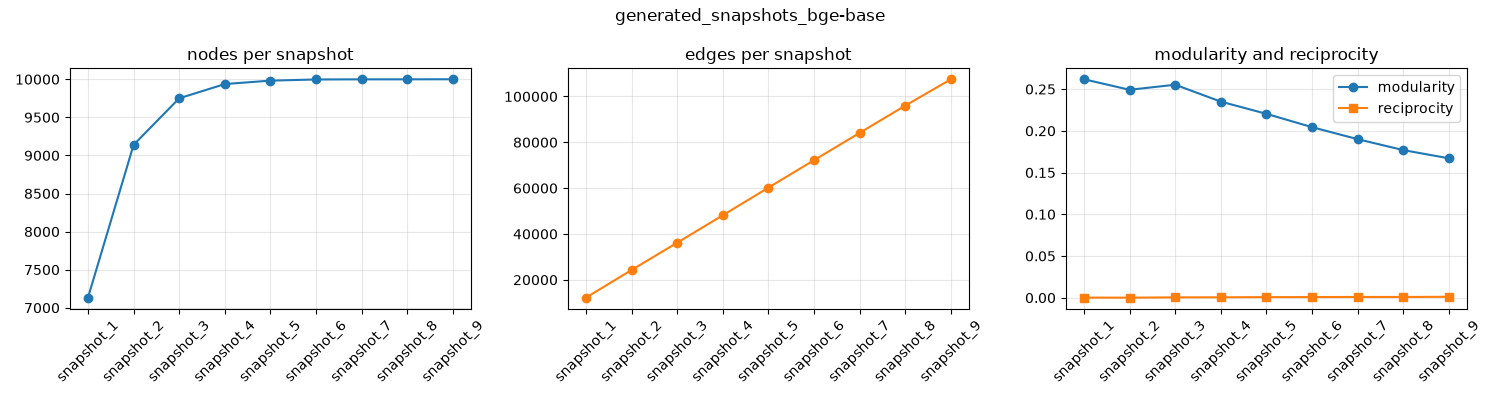 generated_snapshots_bge-base
nodes per snapshot
10000
9500
9000
8500
8000
7500
7000
snapshot_1
snapshot_2
snapshot_3
snapshot_4
snapshot_5
snapshot_6
snapshot_7
snapshot_8
snapshot_9
edges per snapshot
100000
80000
60000
40000
20000
snapshot_1
snapshot_2
snapshot_3
snapshot_4
snapshot_5
snapshot_6
snapshot_7
snapshot_8
snapshot_9
modularity and reciprocity
modularity
reciprocity
0.25
0.20
0.15
0.10
0.05
0.00
snapshot_1
snapshot_2
snapshot_3
snapshot_4
snapshot_5
snapshot_6
snapshot_7
snapshot_8
snapshot_9